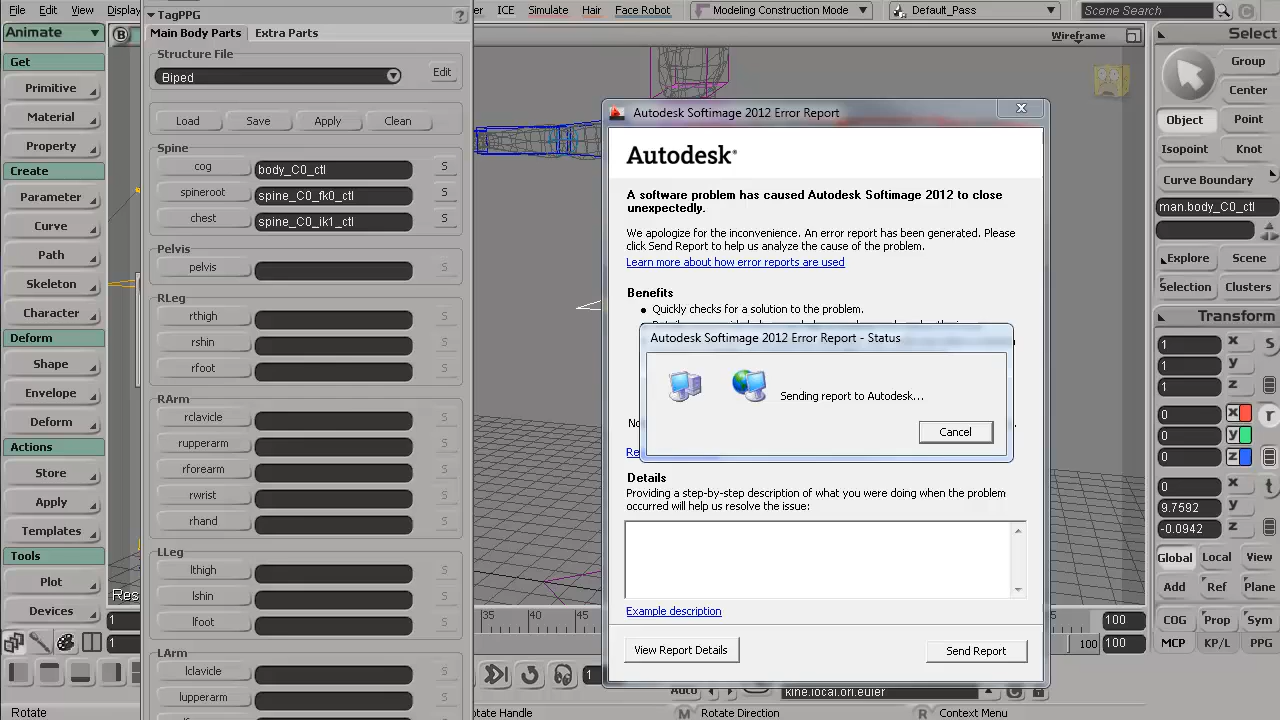 File Edit View Display
ICE Simulate Hair Face Robot Modeling Construction Mode Default_Pass Scene Search
Animate
B
Get
Primitive
Material
Property
Create
Parameter
Curve
Path
Skeleton
Character
Deform
Shape
Envelope
Deform
Actions
Store
Apply
Templates
Tools
Plot
Devices
TagPPG ?
Main Body Parts Extra Parts
Structure File
Biped Edit
Load Save Apply Clean
Spine
cog body_C0_ctl S
spineroot spine_C0_fk0_ctl S
chest spine_C0_ik1_ctl S
Pelvis
pelvis S
RLeg
rthigh S
rshin S
rfoot S
RArm
rclavicle S
rupperarm S
rforearm S
rwrist S
rhand S
LLeg
lthigh S
lshin S
lfoot S
LArm
lclavicle S
lupperarm S
Wireframe
Autodesk Softimage 2012 Error Report
Autodesk®
A software problem has caused Autodesk Softimage 2012 to close
unexpectedly.
We apologize for the inconvenience. An error report has been generated. Please
click Send Report to help us analyze the cause of the problem.
Learn more about how error reports are used
Benefits
Quickly checks for a solution to the problem.
Autodesk Softimage 2012 Error Report - Status
Sending report to Autodesk...
Cancel
Details
Providing a step-by-step description of what you were doing when the problem
occurred will help us resolve the issue:
Example description
View Report Details Send Report
Select
Group
Center
Object Point
Isopoint Knot
Curve Boundary
man.body_C0_ctl
Explore Scene
Selection Clusters
Transform
1 X S
1 Y
1 Z
0 X r
0 Y
0 Z
0 X t
9.7592 Y
-0.0942 Z
Global Local View
Add Ref Plane
COG Prop Sym
MCP KP/L PPG
Res
1 35 40 45 100
1 100 100
1
Auto kine.local.ori.euler
Rotate Rotate Handle M Rotate Direction R Context Menu